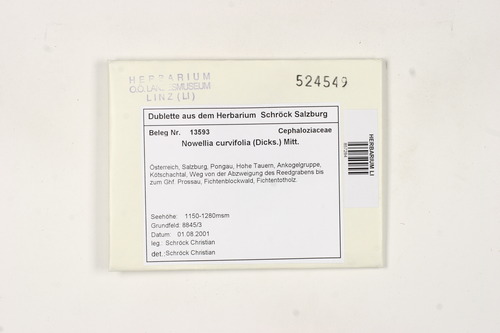 HERBARIUM
O.Ö. LANDESMUSEUM
LINZ (LI)
524549
Dublette aus dem Herbarium Schröck Salzburg
Beleg Nr. 13593 Cephaloziaceae
Nowellia curvifolia (Dicks.) Mitt.
Österreich, Salzburg, Pongau, Hohe Tauern, Ankogelgruppe,
Kötschachtal, Weg von der Abzweigung des Reedgrabens bis
zum Ghf. Prossau, Fichtenblockwald, Fichtentotholz.
Seehöhe: 1150-1280msm
Grundfeld: 8845/3
Datum: 01.08.2001
leg.: Schröck Christian
det.: Schröck Christian
HERBARIUM LI